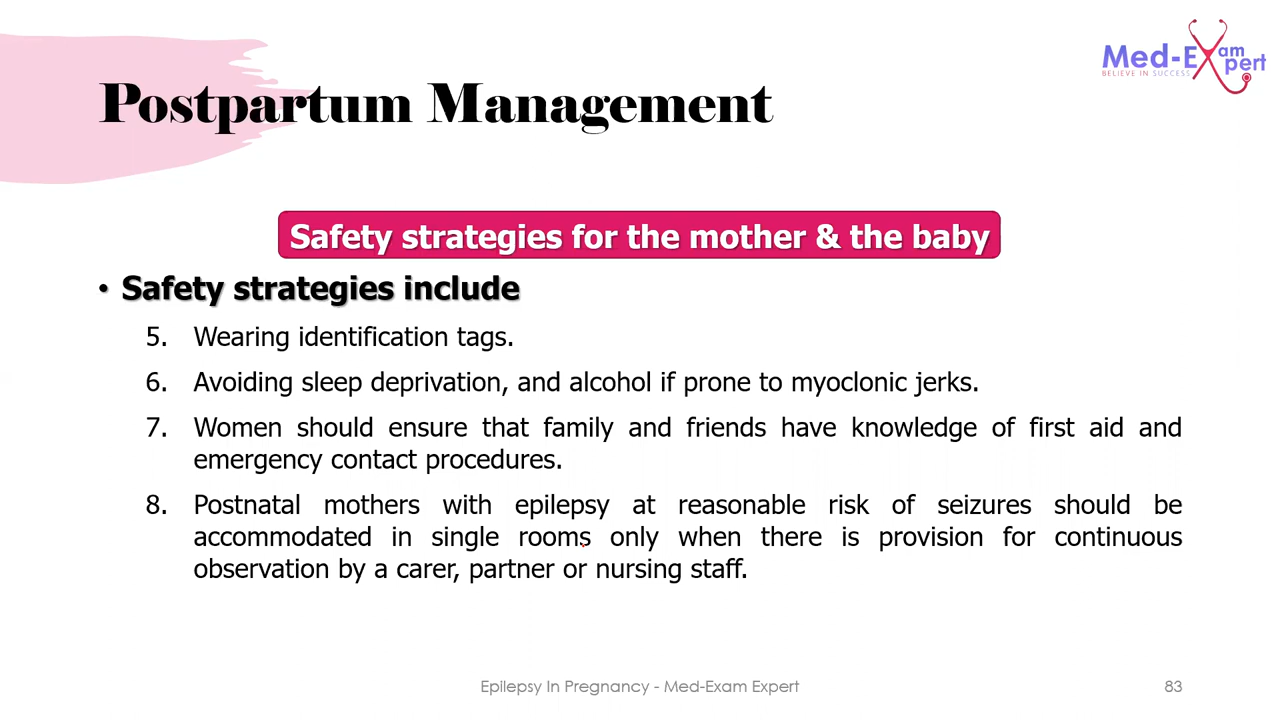 Med-Exam Expert
BELIEVE IN SUCCESS
Postpartum Management
Safety strategies for the mother & the baby
• Safety strategies include
5. Wearing identification tags.
6. Avoiding sleep deprivation, and alcohol if prone to myoclonic jerks.
7. Women should ensure that family and friends have knowledge of first aid and
emergency contact procedures.
8. Postnatal mothers with epilepsy at reasonable risk of seizures should be
accommodated in single rooms only when there is provision for continuous
observation by a carer, partner or nursing staff.
Epilepsy In Pregnancy - Med-Exam Expert
83